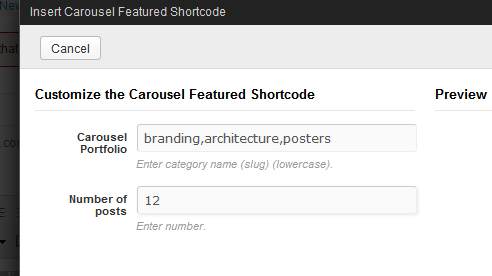 Insert Carousel Featured Shortcode
Cancel
Customize the Carousel Featured Shortcode
Preview
Carousel
Portfolio
branding,architecture,posters
Enter category name (slug) (lowercase).
Number of
posts
12
Enter number.